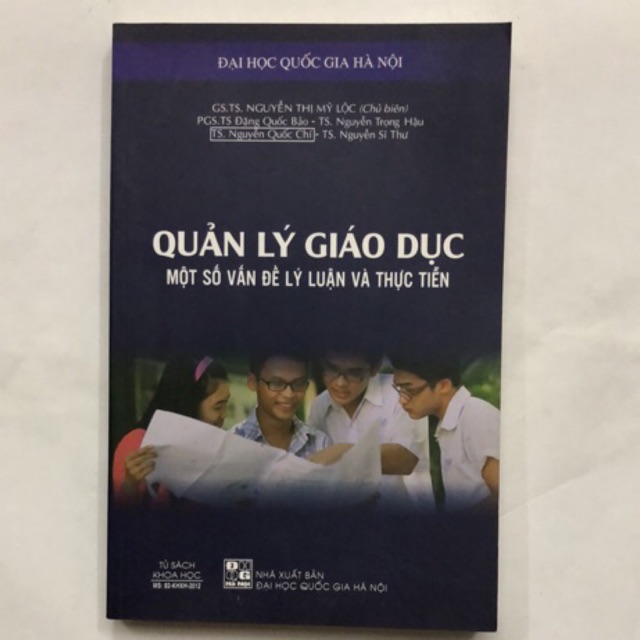 ĐẠI HỌC QUỐC GIA HÀ NỘI
GS.TS. NGUYỄN THỊ MỸ LỘC (Chủ biên)
PGS.TS Đặng Quốc Bảo - TS. Nguyễn Trọng Hậu
TS. Nguyễn Quốc Chí - TS. Nguyễn Sĩ Thư
QUẢN LÝ GIÁO DỤC
MỘT SỐ VẤN ĐỀ LÝ LUẬN VÀ THỰC TIỄN
TỦ SÁCH
KHOA HỌC
MS: 82-KHXH-2012
NHÀ XUẤT BẢN
ĐẠI HỌC QUỐC GIA HÀ NỘI